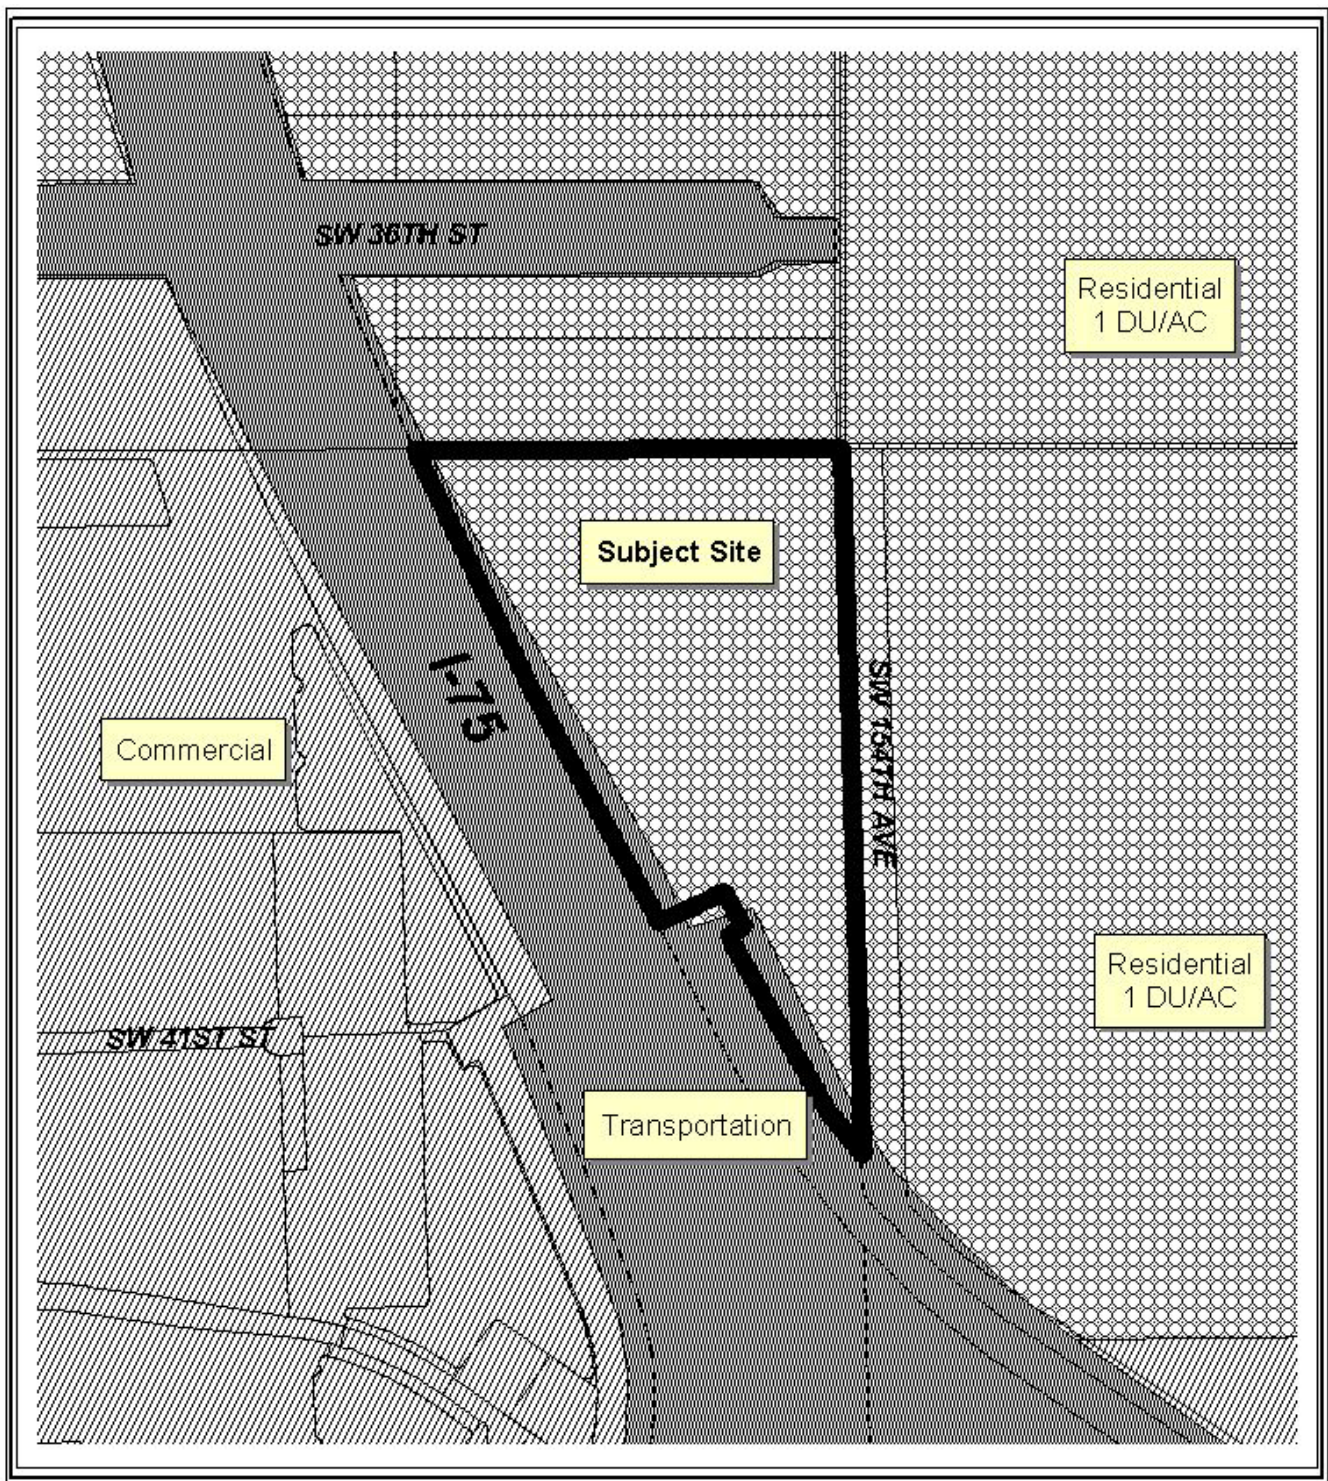 SW 36TH ST
Residential
1 DU/AC
Subject Site
I-75
SW 154TH AVE
Commercial
Residential
1 DU/AC
SW 41ST ST
Transportation